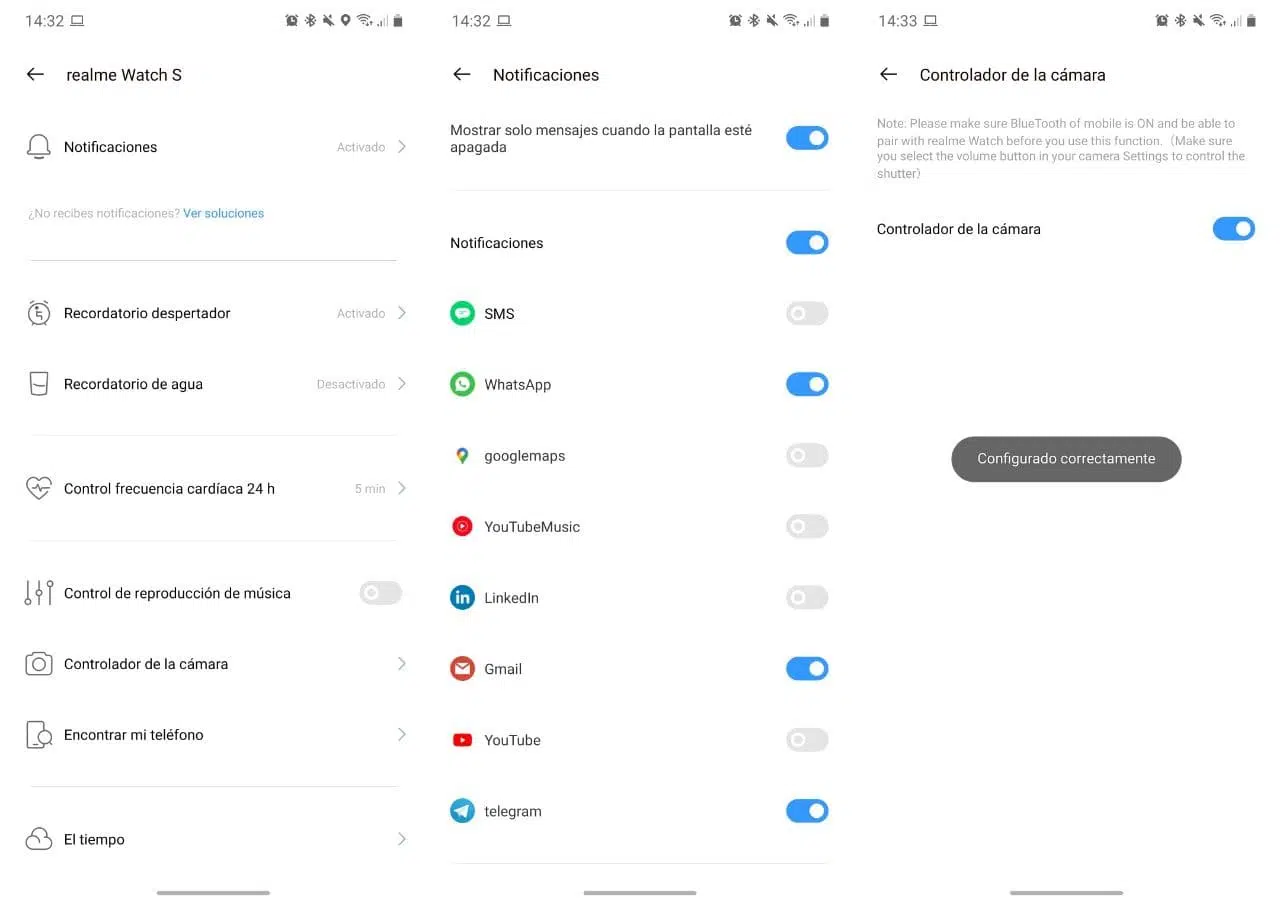 14:32
realme Watch S
Notificaciones
Activado
¿No recibes notificaciones? Ver soluciones
Recordatorio despertador
Activado
Recordatorio de agua
Desactivado
Control frecuencia cardíaca 24 h
5 min
Control de reproducción de música
Controlador de la cámara
Encontrar mi teléfono
El tiempo
14:32
Notificaciones
Mostrar solo mensajes cuando la pantalla esté
apagada
Notificaciones
SMS
WhatsApp
googlemaps
YouTubeMusic
LinkedIn
Gmail
YouTube
telegram
14:33
Controlador de la cámara
Note: Please make sure BlueTooth of mobile is ON and be able to
pair with realme Watch before you use this function.（Make sure
you select the volume button in your camera Settings to control the
shutter）
Controlador de la cámara
Configurado correctamente